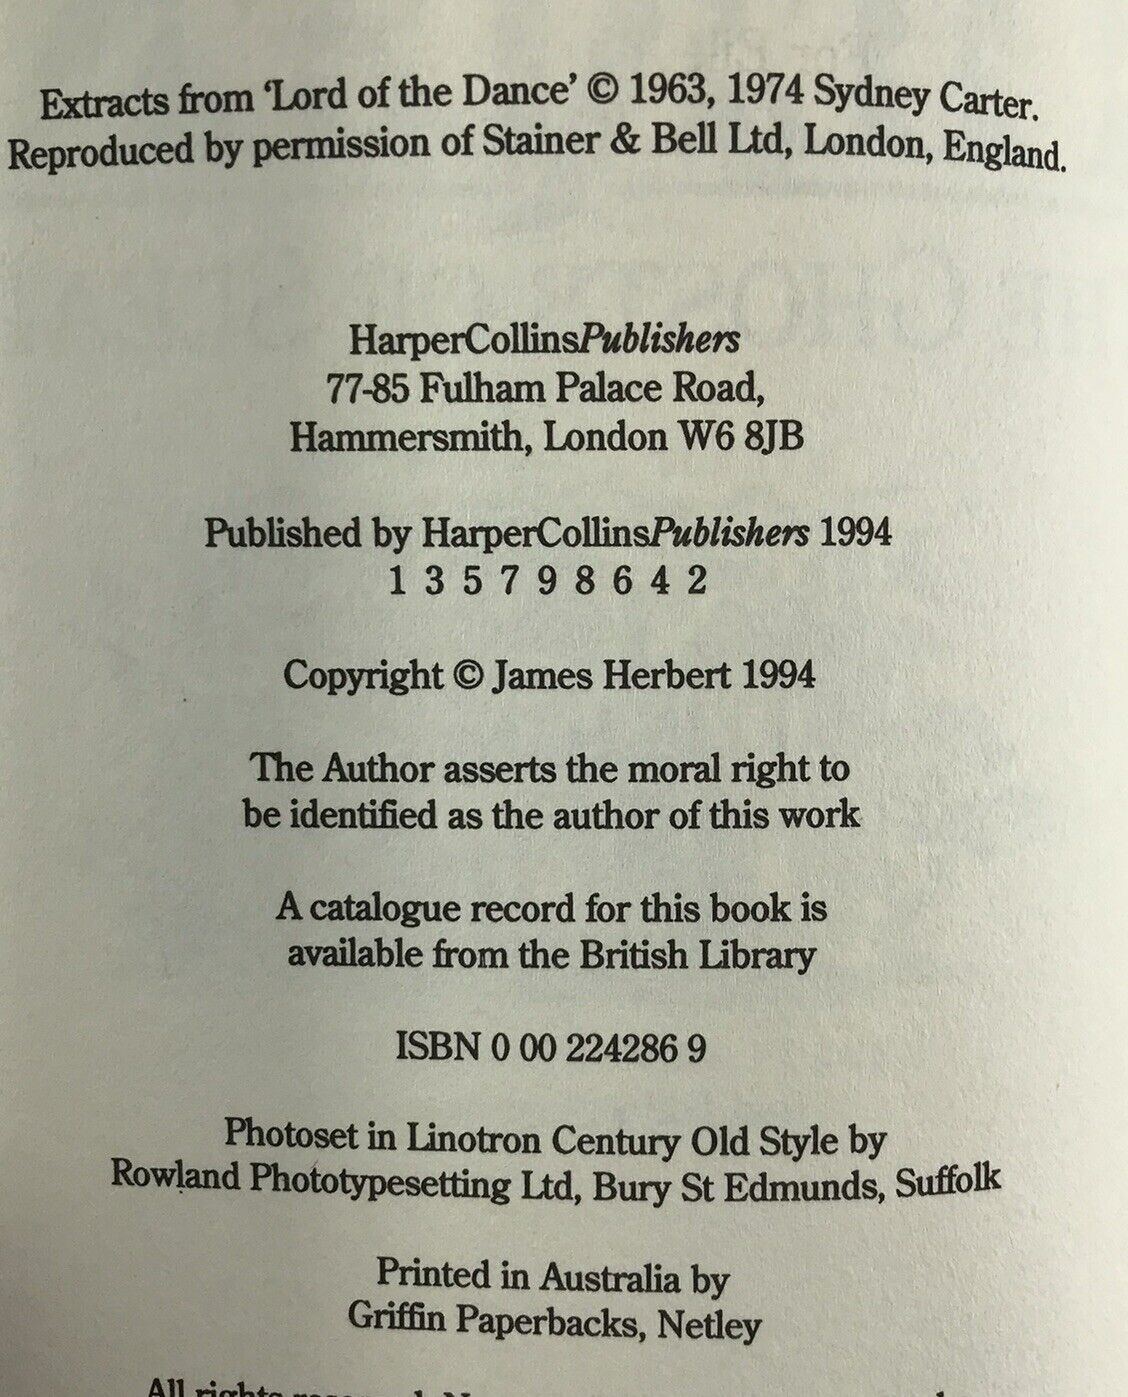 Extracts from ‘Lord of the Dance’ © 1963, 1974 Sydney Carter.
Reproduced by permission of Stainer & Bell Ltd, London, England.
HarperCollinsPublishers
77-85 Fulham Palace Road,
Hammersmith, London W6 8JB
Published by HarperCollinsPublishers 1994
1 3 5 7 9 8 6 4 2
Copyright © James Herbert 1994
The Author asserts the moral right to
be identified as the author of this work
A catalogue record for this book is
available from the British Library
ISBN 0 00 224286 9
Photoset in Linotron Century Old Style by
Rowland Phototypesetting Ltd, Bury St Edmunds, Suffolk
Printed in Australia by
Griffin Paperbacks, Netley
All rights